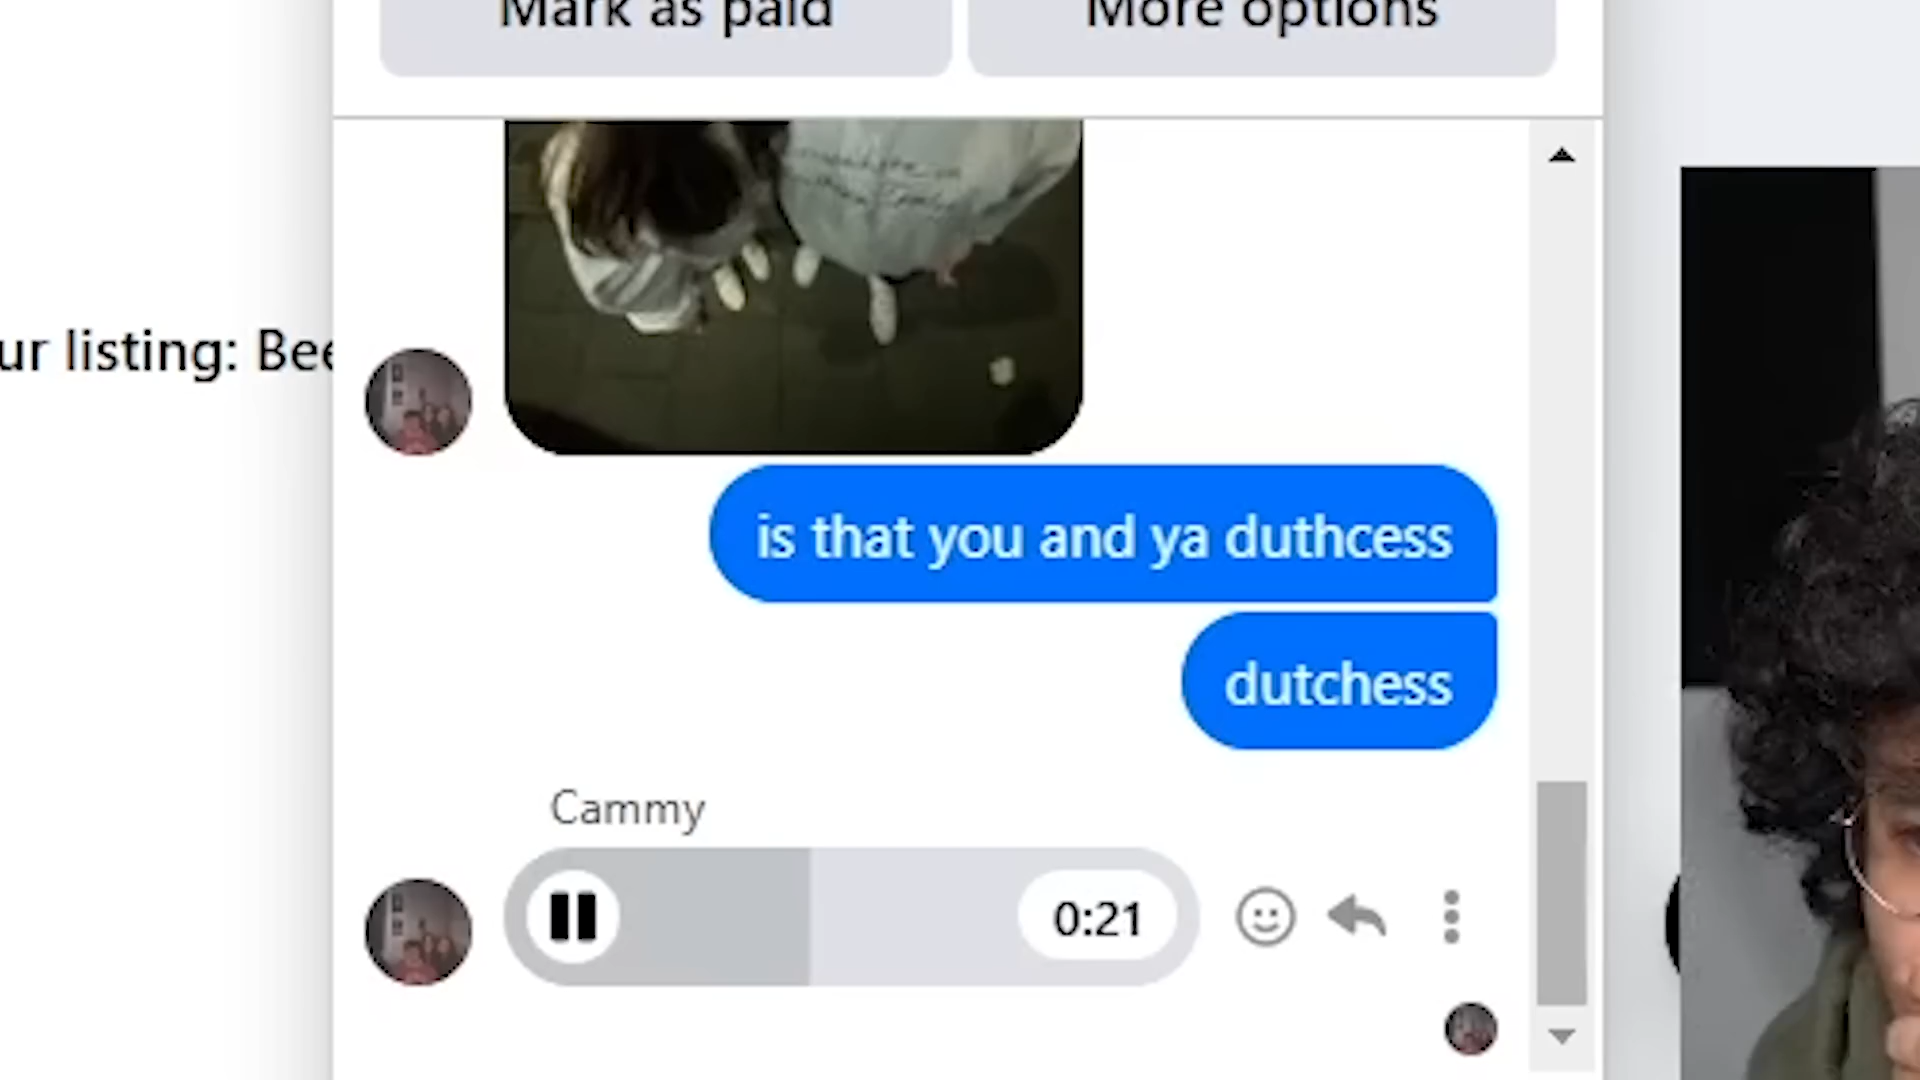 Mark as paid
More options
ur listing: Bee
is that you and ya duthcess
dutchess
Cammy
0:21